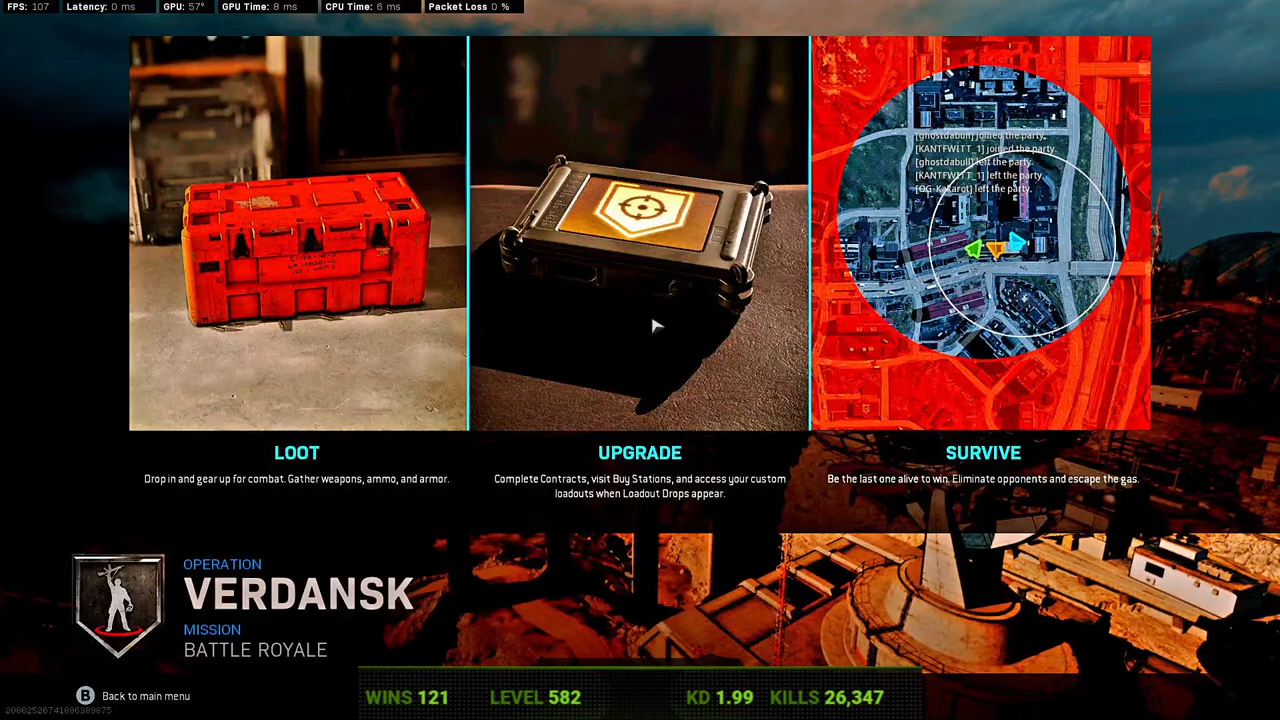 FPS: 107 Latency: 0 ms GPU: 57° GPU Time: 8 ms CPU Time: 6 ms Packet Loss 0 %
[ghostdabull] joined the party.
[KANTFWITT_1] joined the party.
[ghostdabull] left the party.
[KANTFWITT_1] left the party.
[OG-Kakarot] left the party.
LOOT
Drop in and gear up for combat. Gather weapons, ammo, and armor.
UPGRADE
Complete Contracts, visit Buy Stations, and access your custom
loadouts when Loadout Drops appear.
SURVIVE
Be the last one alive to win. Eliminate opponents and escape the gas.
OPERATION
VERDANSK
MISSION
BATTLE ROYALE
B Back to main menu
WINS 121 LEVEL 582 KD 1.99 KILLS 26,347